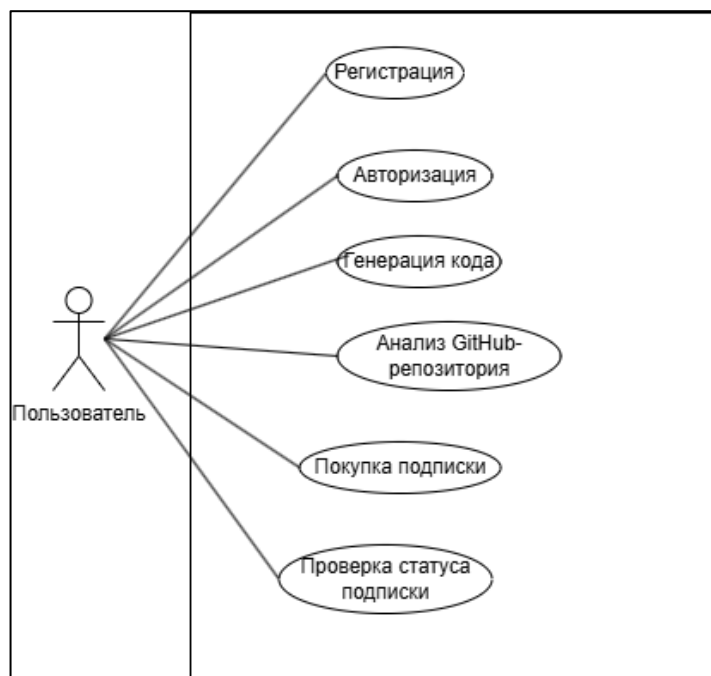 Регистрация
Авторизация
Генерация кода
Анализ GitHub-
репозитория
Пользователь
Покупка подписки
Проверка статуса
подписки